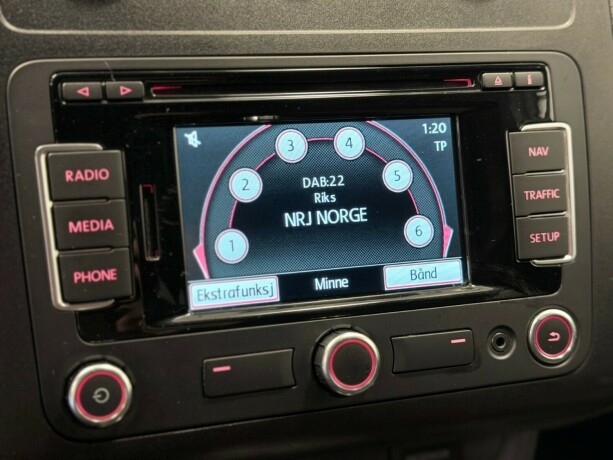 RADIO
MEDIA
PHONE
1:20
TP
1
2
3
4
5
6
DAB:22
Riks
NRJ NORGE
Ekstrafunksj
Minne
Bånd
NAV
TRAFFIC
SETUP